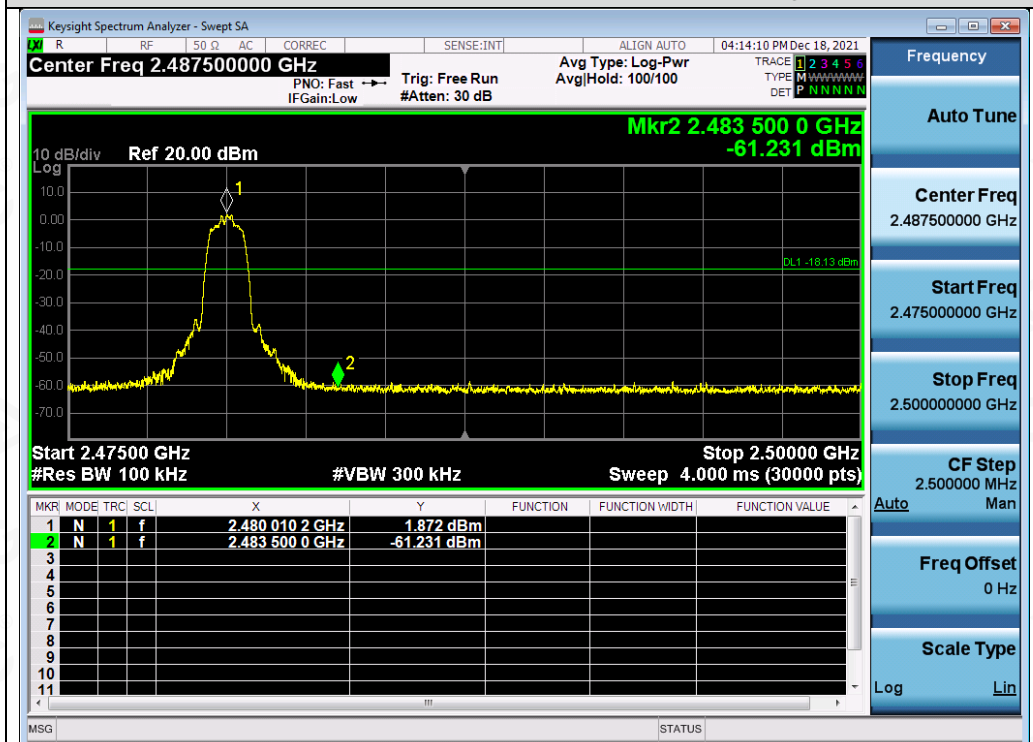 Keysight Spectrum Analyzer - Swept SA
LXI R RF 50 Ω AC CORREC SENSE:INT ALIGN AUTO 04:14:10 PM Dec 18, 2021
Center Freq 2.487500000 GHz
PNO: Fast
IFGain:Low
Trig: Free Run
#Atten: 30 dB
Avg Type: Log-Pwr
Avg|Hold: 100/100
TRACE 1 2 3 4 5 6
TYPE M WWWWW
DET P N N N N N
Mkr2 2.483 500 0 GHz
-61.231 dBm
10 dB/div Ref 20.00 dBm
Log
10.0
0.00
-10.0
-20.0
-30.0
-40.0
-50.0
-60.0
-70.0
1
2
DL1 -18.13 dBm
Start 2.47500 GHz Stop 2.50000 GHz
#Res BW 100 kHz #VBW 300 kHz Sweep 4.000 ms (30000 pts)
MKR MODE TRC SCL X Y FUNCTION FUNCTION WIDTH FUNCTION VALUE
1 N 1 f 2.480 010 2 GHz 1.872 dBm
2 N 1 f 2.483 500 0 GHz -61.231 dBm
3
4
5
6
7
8
9
10
11
MSG STATUS
Frequency
Auto Tune
Center Freq
2.487500000 GHz
Start Freq
2.475000000 GHz
Stop Freq
2.500000000 GHz
CF Step
2.500000 MHz
Auto Man
Freq Offset
0 Hz
Scale Type
Log Lin